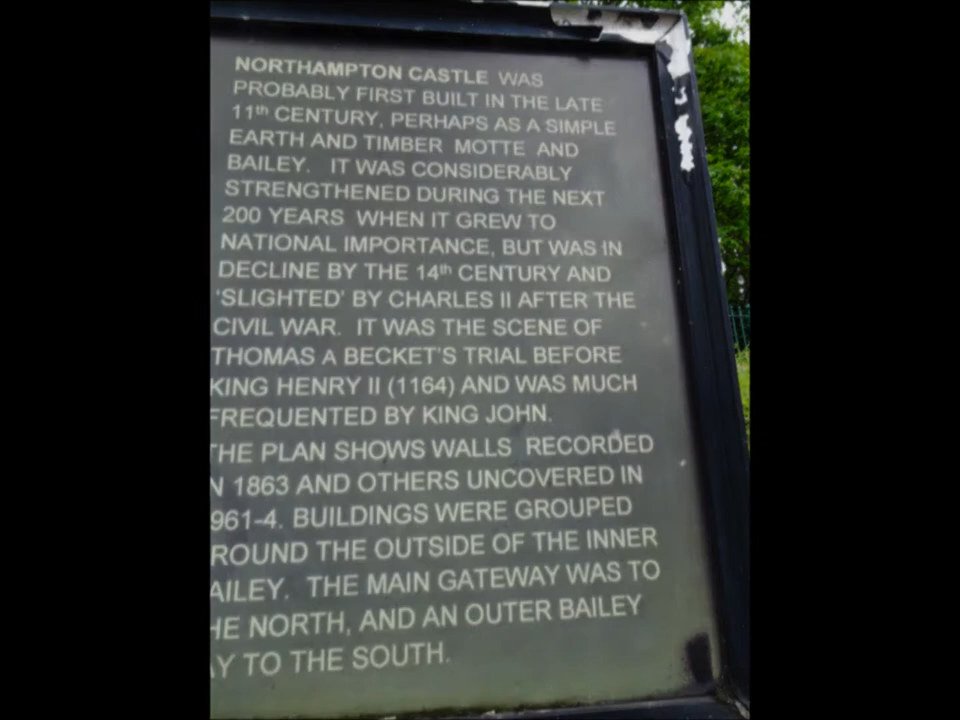 NORTHAMPTON CASTLE WAS
PROBABLY FIRST BUILT IN THE LATE
11th CENTURY, PERHAPS AS A SIMPLE
EARTH AND TIMBER MOTTE AND
BAILEY. IT WAS CONSIDERABLY
STRENGTHENED DURING THE NEXT
200 YEARS WHEN IT GREW TO
NATIONAL IMPORTANCE, BUT WAS IN
DECLINE BY THE 14th CENTURY AND
'SLIGHTED' BY CHARLES II AFTER THE
CIVIL WAR. IT WAS THE SCENE OF
THOMAS A BECKET'S TRIAL BEFORE
KING HENRY II (1164) AND WAS MUCH
FREQUENTED BY KING JOHN.
THE PLAN SHOWS WALLS RECORDED
N 1863 AND OTHERS UNCOVERED IN
961-4. BUILDINGS WERE GROUPED
ROUND THE OUTSIDE OF THE INNER
AILEY. THE MAIN GATEWAY WAS TO
HE NORTH, AND AN OUTER BAILEY
AY TO THE SOUTH.